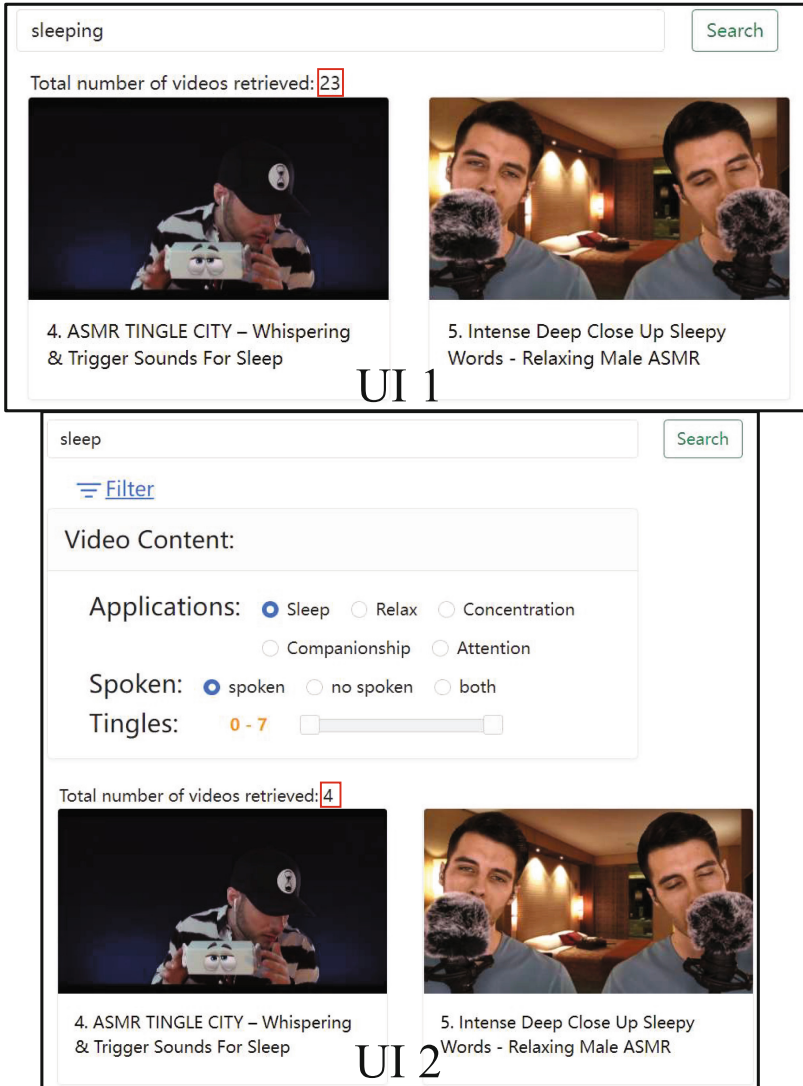 sleeping
Search
Total number of videos retrieved: 23
4. ASMR TINGLE CITY – Whispering
& Trigger Sounds For Sleep
5. Intense Deep Close Up Sleepy
Words - Relaxing Male ASMR
UI 1
sleep
Search
Filter
Video Content:
Applications: Sleep Relax Concentration
Companionship Attention
Spoken: spoken no spoken both
Tingles: 0 - 7
Total number of videos retrieved: 4
4. ASMR TINGLE CITY – Whispering
& Trigger Sounds For Sleep
5. Intense Deep Close Up Sleepy
Words - Relaxing Male ASMR
UI 2